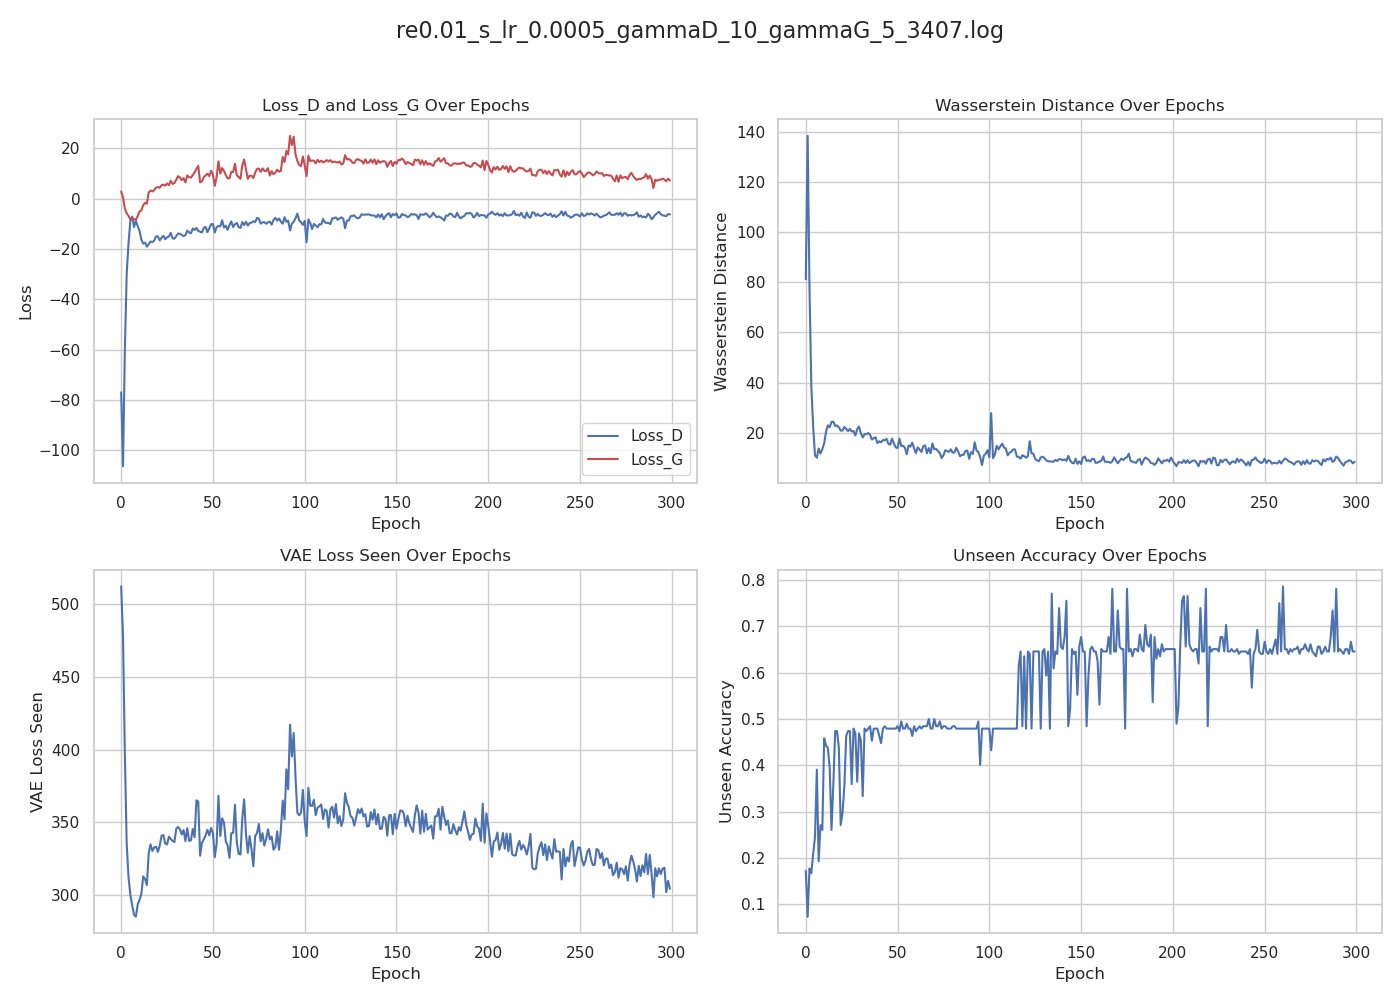 re0.01_s_lr_0.0005_gammaD_10_gammaG_5_3407.log
Loss_D and Loss_G Over Epochs
20
0
−20
−40
−60
−80
−100
Loss
Loss_D
Loss_G
0 50 100 150 200 250 300
Epoch
Wasserstein Distance Over Epochs
140
120
100
80
60
40
20
Wasserstein Distance
0 50 100 150 200 250 300
Epoch
VAE Loss Seen Over Epochs
500
450
400
350
300
VAE Loss Seen
0 50 100 150 200 250 300
Epoch
Unseen Accuracy Over Epochs
0.8
0.7
0.6
0.5
0.4
0.3
0.2
0.1
Unseen Accuracy
0 50 100 150 200 250 300
Epoch